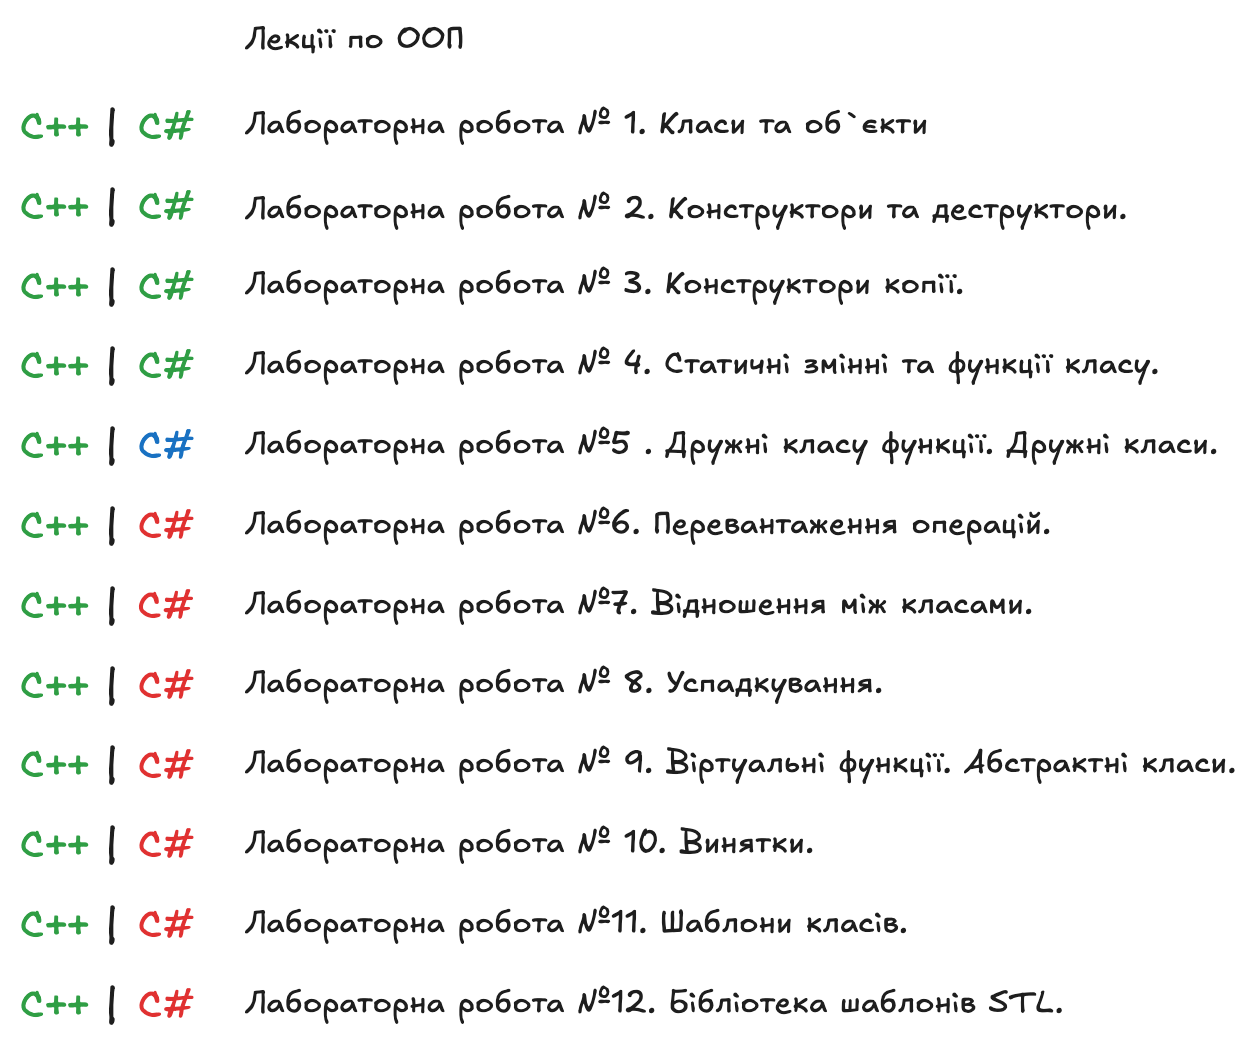 Лекції по ООП
C++ | C# Лабораторна робота № 1. Класи та об`єкти
C++ | C# Лабораторна робота № 2. Конструктори та деструктори.
C++ | C# Лабораторна робота № 3. Конструктори копії.
C++ | C# Лабораторна робота № 4. Статичні змінні та функції класу.
C++ | C# Лабораторна робота №5 . Дружні класу функції. Дружні класи.
C++ | C# Лабораторна робота №6. Перевантаження операцій.
C++ | C# Лабораторна робота №7. Відношення між класами.
C++ | C# Лабораторна робота № 8. Успадкування.
C++ | C# Лабораторна робота № 9. Віртуальні функції. Абстрактні класи.
C++ | C# Лабораторна робота № 10. Винятки.
C++ | C# Лабораторна робота №11. Шаблони класів.
C++ | C# Лабораторна робота №12. Бібліотека шаблонів STL.